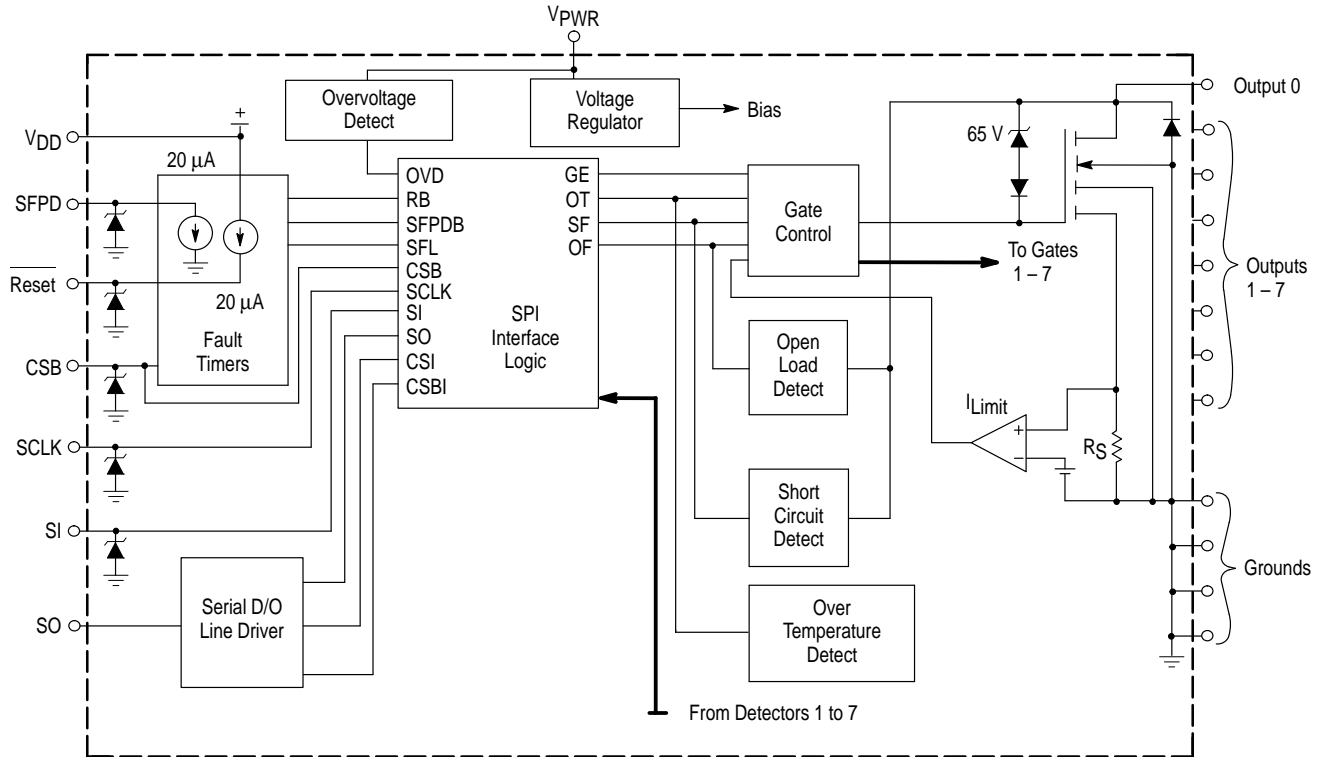 VPWR
Overvoltage
Detect
Voltage
Regulator
Bias
Output 0
VDD
+
20 µA
65 V
SFPD
OVD
RB
SFPDB
SFL
CSB
SCLK
SI
SO
CSI
CSBI
GE
OT
SF
OF
SPI
Interface
Logic
Gate
Control
To Gates
1 – 7
Outputs
1 – 7
Reset
20 µA
Fault
Timers
CSB
Open
Load
Detect
ILimit
+
–
RS
SCLK
Short
Circuit
Detect
SI
Grounds
Serial D/O
Line Driver
SO
Over
Temperature
Detect
From Detectors 1 to 7